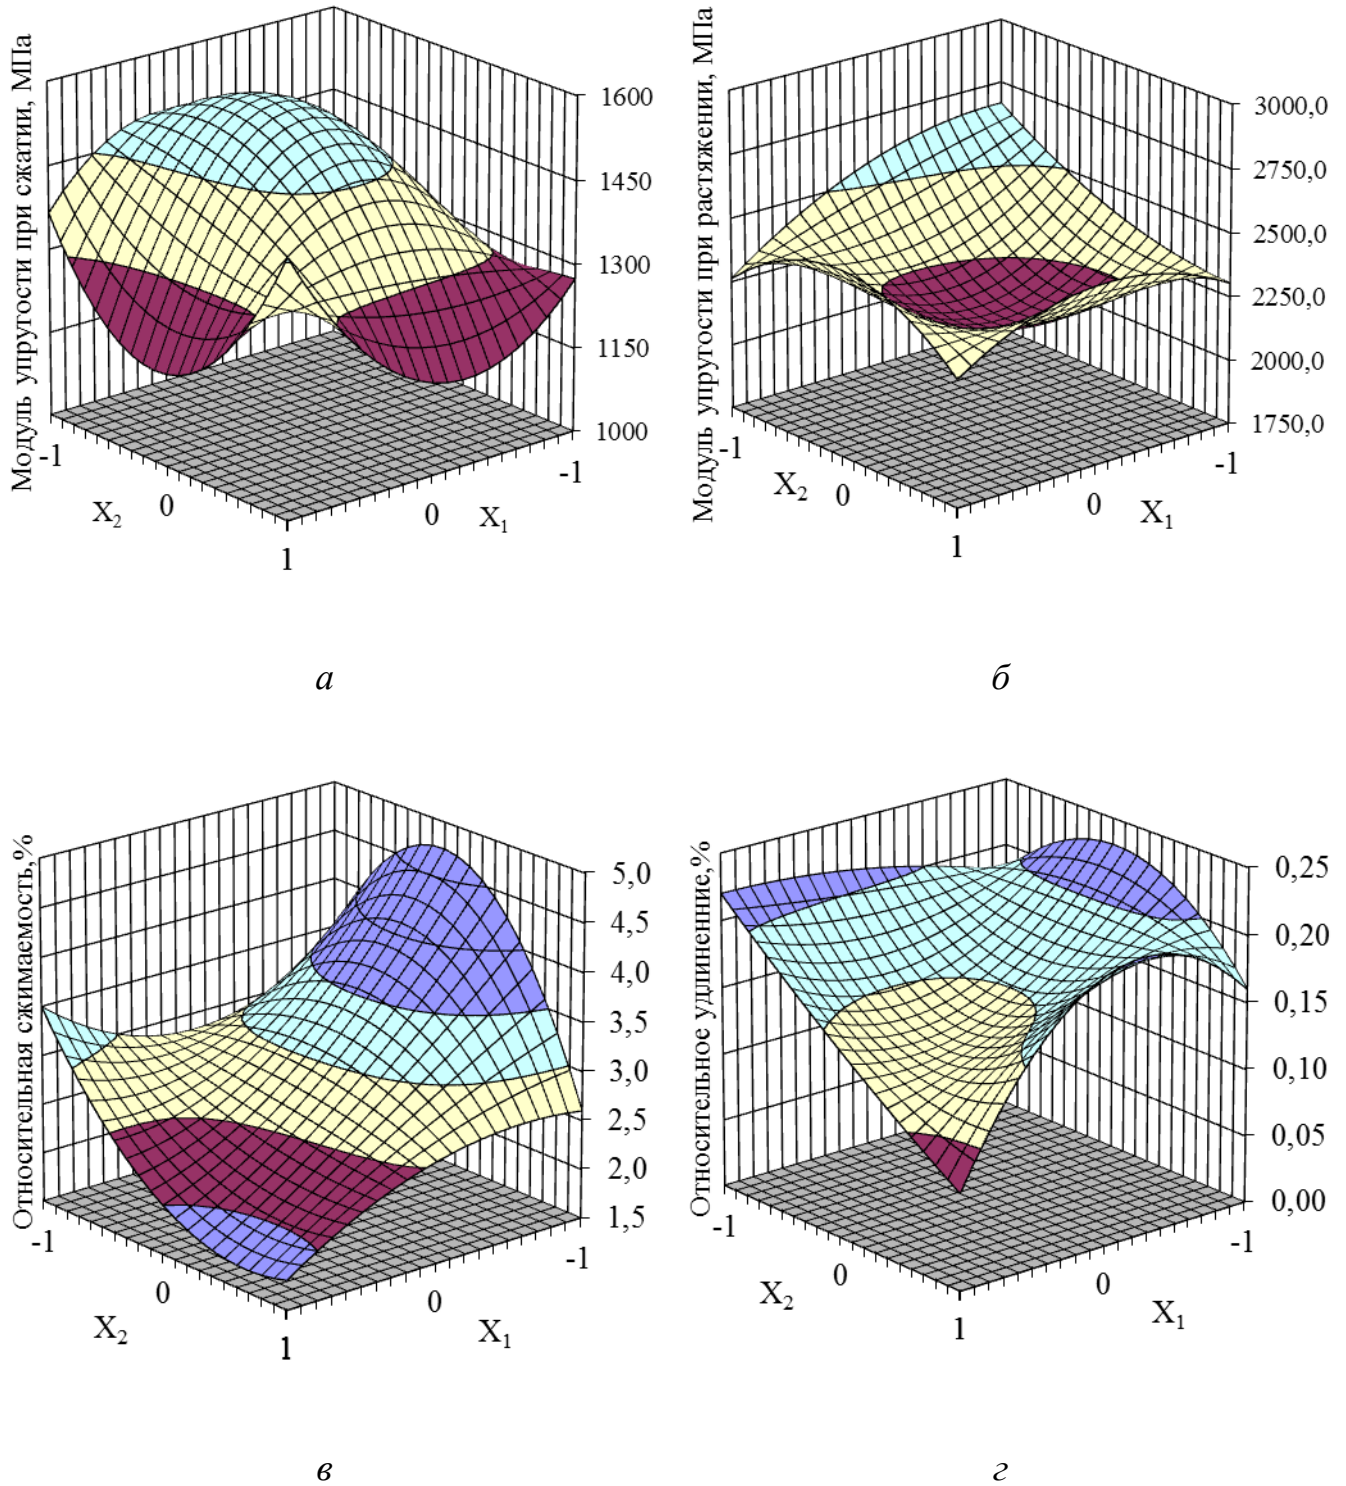 Модуль упругости при сжатии, МПа
1600
1450
1300
1150
1000
-1
X2
0
1
0
X1
-1
а
Модуль упругости при растяжении, МПа
3000,0
2750,0
2500,0
2250,0
2000,0
1750,0
-1
X2
0
1
0
X1
-1
б
Относительная сжимаемость,%
5,0
4,5
4,0
3,5
3,0
2,5
2,0
1,5
-1
X2
0
1
0
X1
-1
в
Относительное удлиненние,%
0,25
0,20
0,15
0,10
0,05
0,00
-1
X2
0
1
0
X1
-1
г